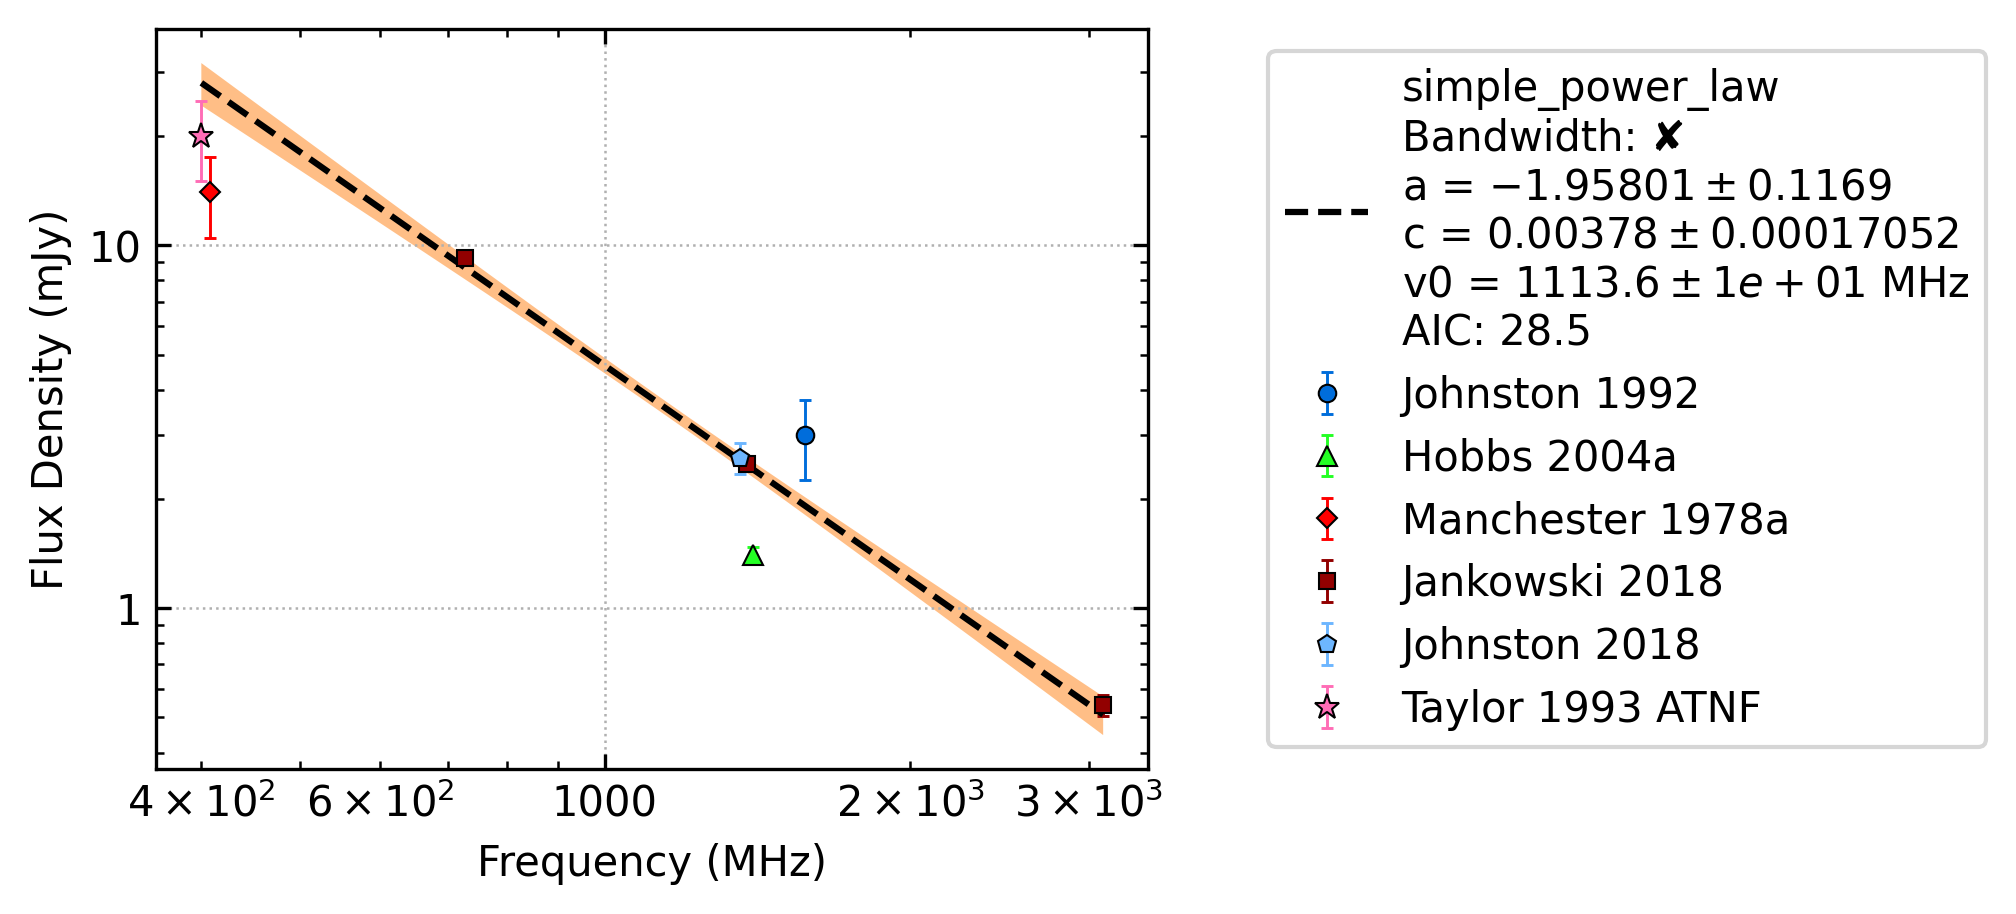 10
1
Flux Density (mJy)
4 × 10² 6 × 10² 1000 2 × 10³ 3 × 10³
Frequency (MHz)
simple_power_law
Bandwidth: ✘
a = −1.95801 ± 0.1169
c = 0.00378 ± 0.00017052
v0 = 1113.6 ± 1e + 01 MHz
AIC: 28.5
Johnston 1992
Hobbs 2004a
Manchester 1978a
Jankowski 2018
Johnston 2018
Taylor 1993 ATNF